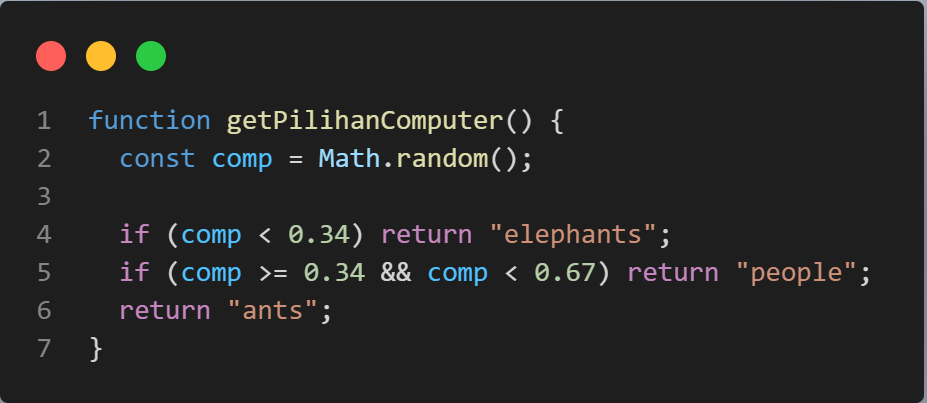 1 function getPilihanComputer() {
2   const comp = Math.random();
3
4   if (comp < 0.34) return "elephants";
5   if (comp >= 0.34 && comp < 0.67) return "people";
6   return "ants";
7 }